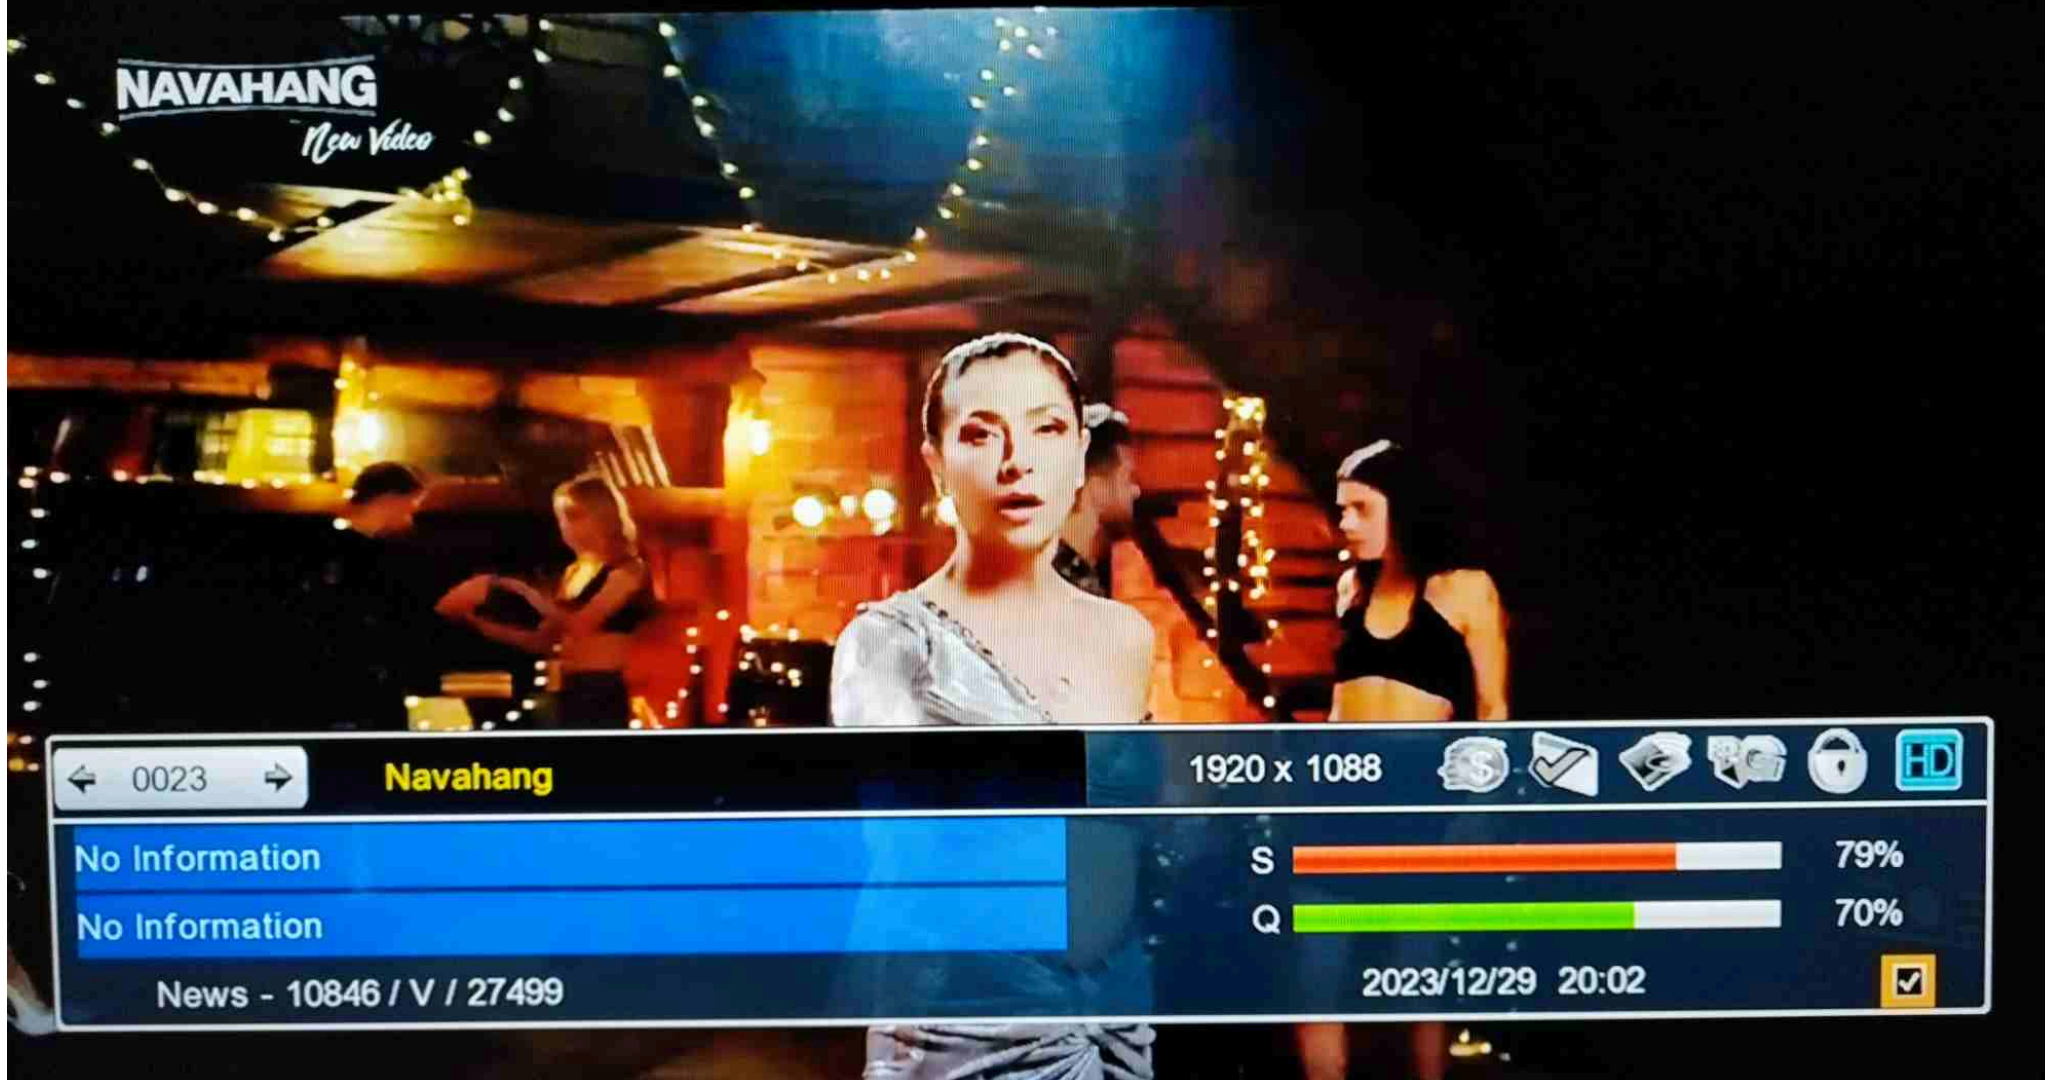 NAVAHANG
New Video
0023
Navahang
1920 x 1088
HD
No Information
S 79%
No Information
Q 70%
News - 10846 / V / 27499
2023/12/29 20:02